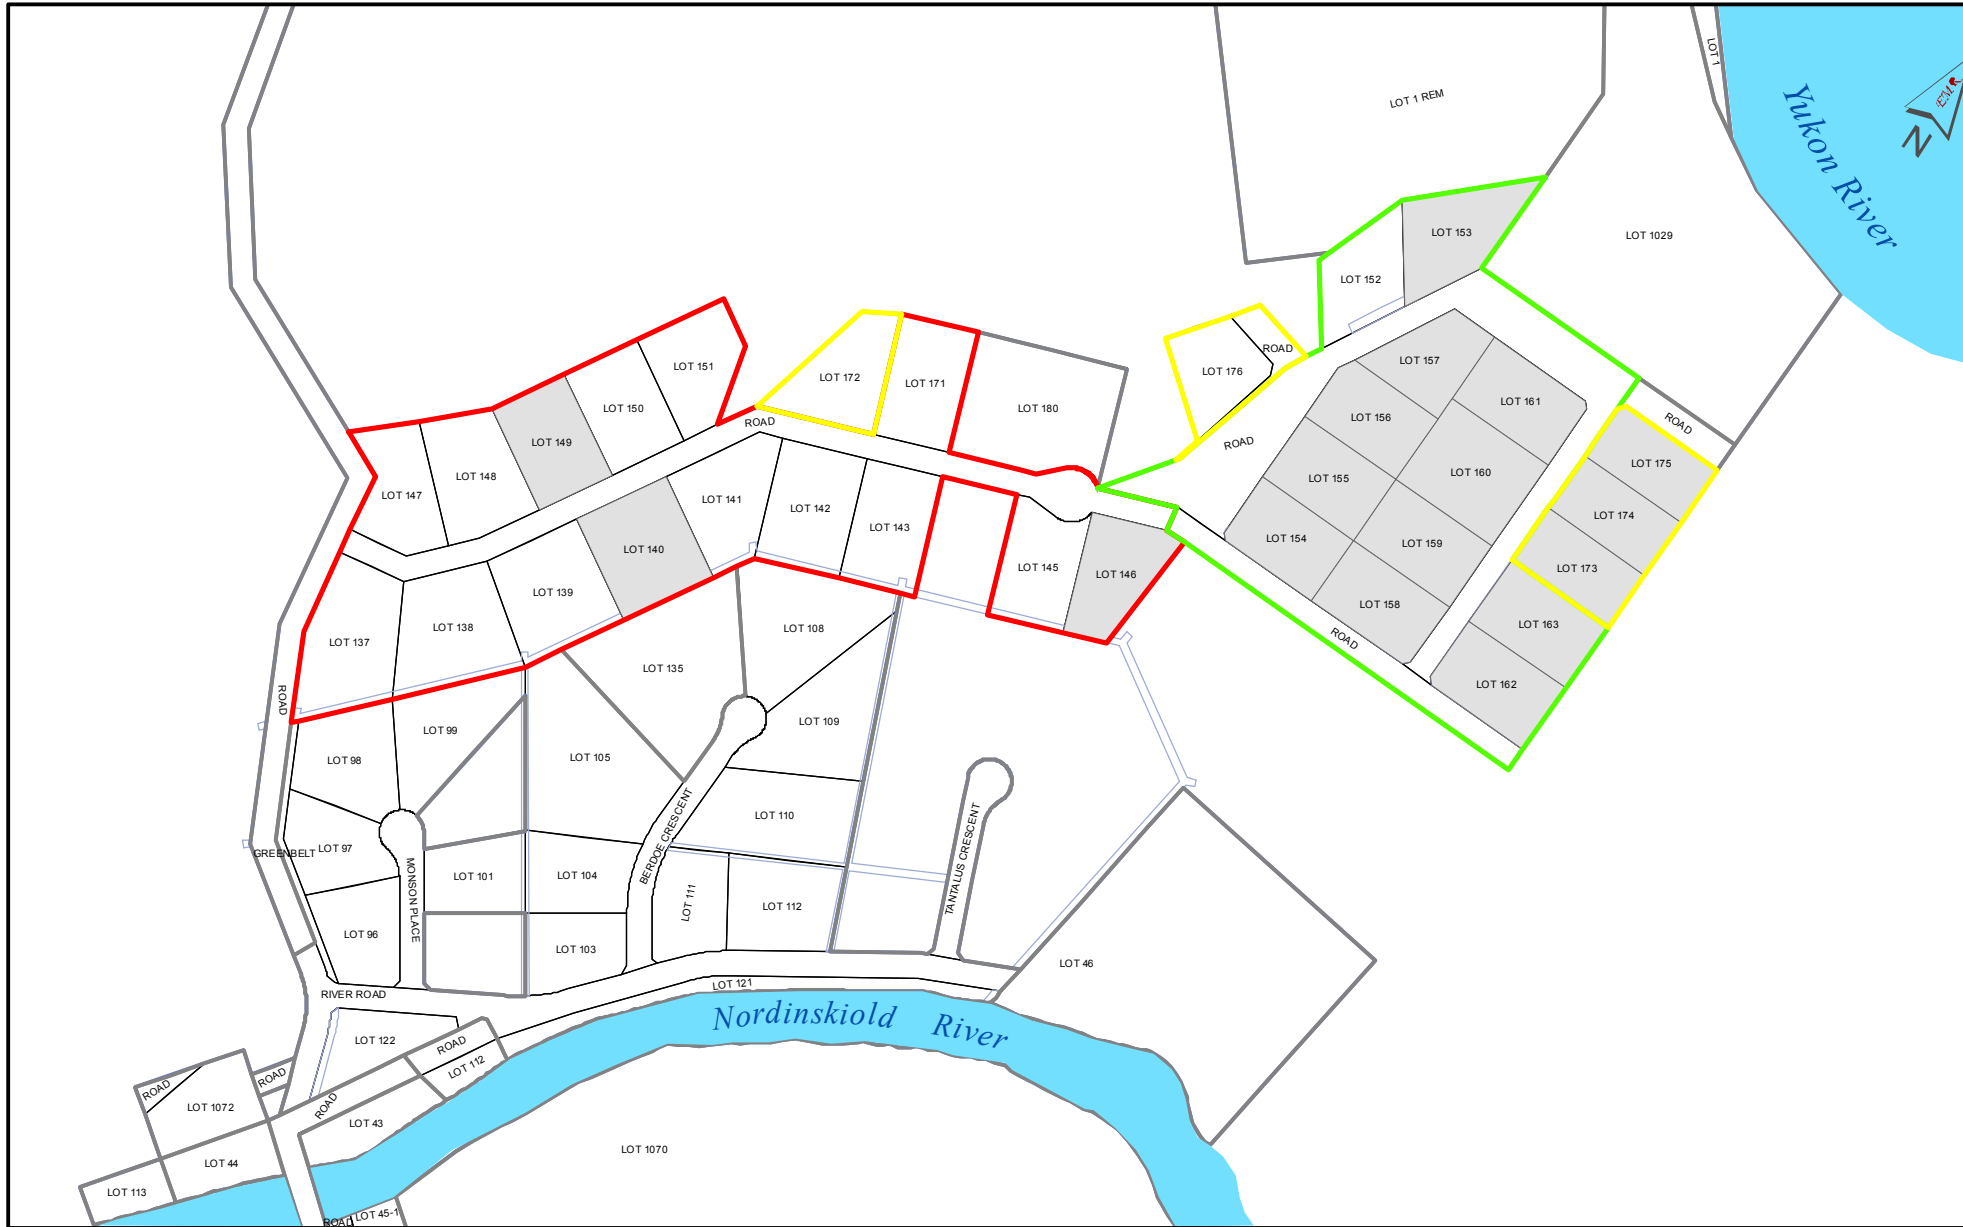 LOT 1
LOT 1 REM
Yukon River
N
LOT 153
LOT 1029
LOT 152
LOT 151
LOT 172
LOT 171
ROAD
LOT 176
LOT 157
LOT 150
LOT 180
LOT 161
LOT 156
ROAD
ROAD
ROAD
LOT 149
LOT 148
LOT 147
LOT 155
LOT 160
LOT 175
LOT 141
LOT 142
LOT 143
LOT 174
LOT 140
LOT 154
LOT 159
LOT 145
LOT 146
LOT 173
LOT 139
LOT 158
LOT 163
LOT 138
LOT 137
LOT 108
ROAD
LOT 135
LOT 162
ROAD
LOT 99
LOT 109
LOT 98
LOT 105
LOT 110
BERDOE CRESCENT
TANTALUS CRESCENT
GREENBELT
LOT 97
MONSON PLACE
LOT 101
LOT 104
LOT 111
LOT 112
LOT 96
LOT 103
LOT 46
RIVER ROAD
LOT 121
Nordinskiold River
LOT 122
ROAD
LOT 112
ROAD
ROAD
LOT 1072
ROAD
LOT 43
LOT 44
LOT 1070
LOT 113
ROAD
LOT 45-1